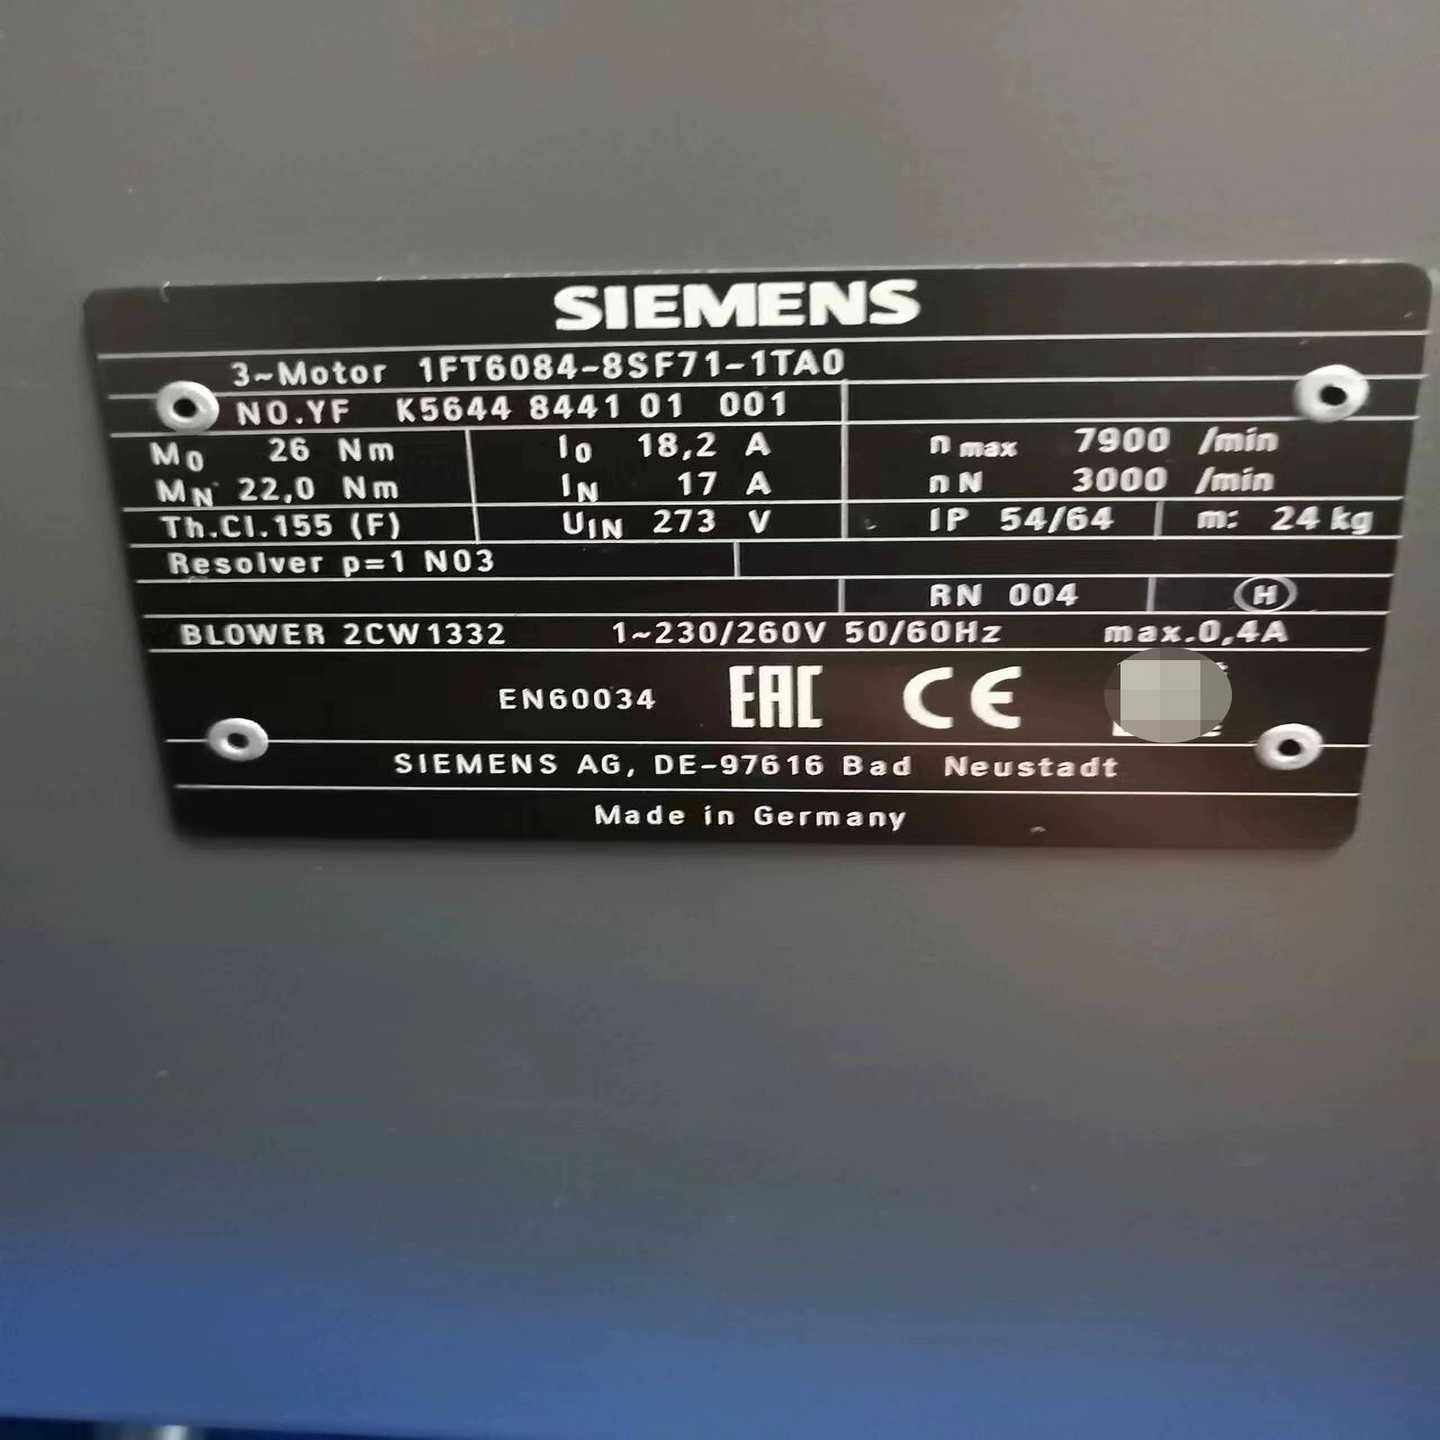 SIEMENS
3~Motor 1FT6084-8SF71-1TA0
NO.YF K5644 8441 01 001
M0 26 Nm I0 18,2 A n max 7900 /min
MN 22,0 Nm IN 17 A nN 3000 /min
Th.Cl.155 (F) UIN 273 V IP 54/64 m: 24 kg
Resolver p=1 N03
RN 004 H
BLOWER 2CW1332 1~230/260V 50/60Hz max.0,4A
EN60034 EAC CE
SIEMENS AG, DE-97616 Bad Neustadt
Made in Germany